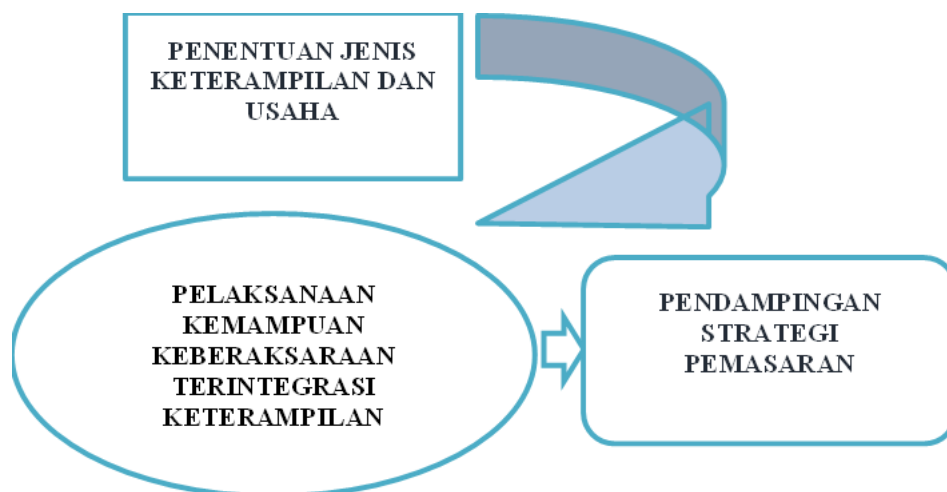 PENENTUAN JENIS
KETERAMPILAN DAN
USAHA
PELAKSANAAN
KEMAMPUAN
KEBERAKSARAAN
TERINTEGRASI
KETERAMPILAN
PENDAMPINGAN
STRATEGI
PEMASARAN